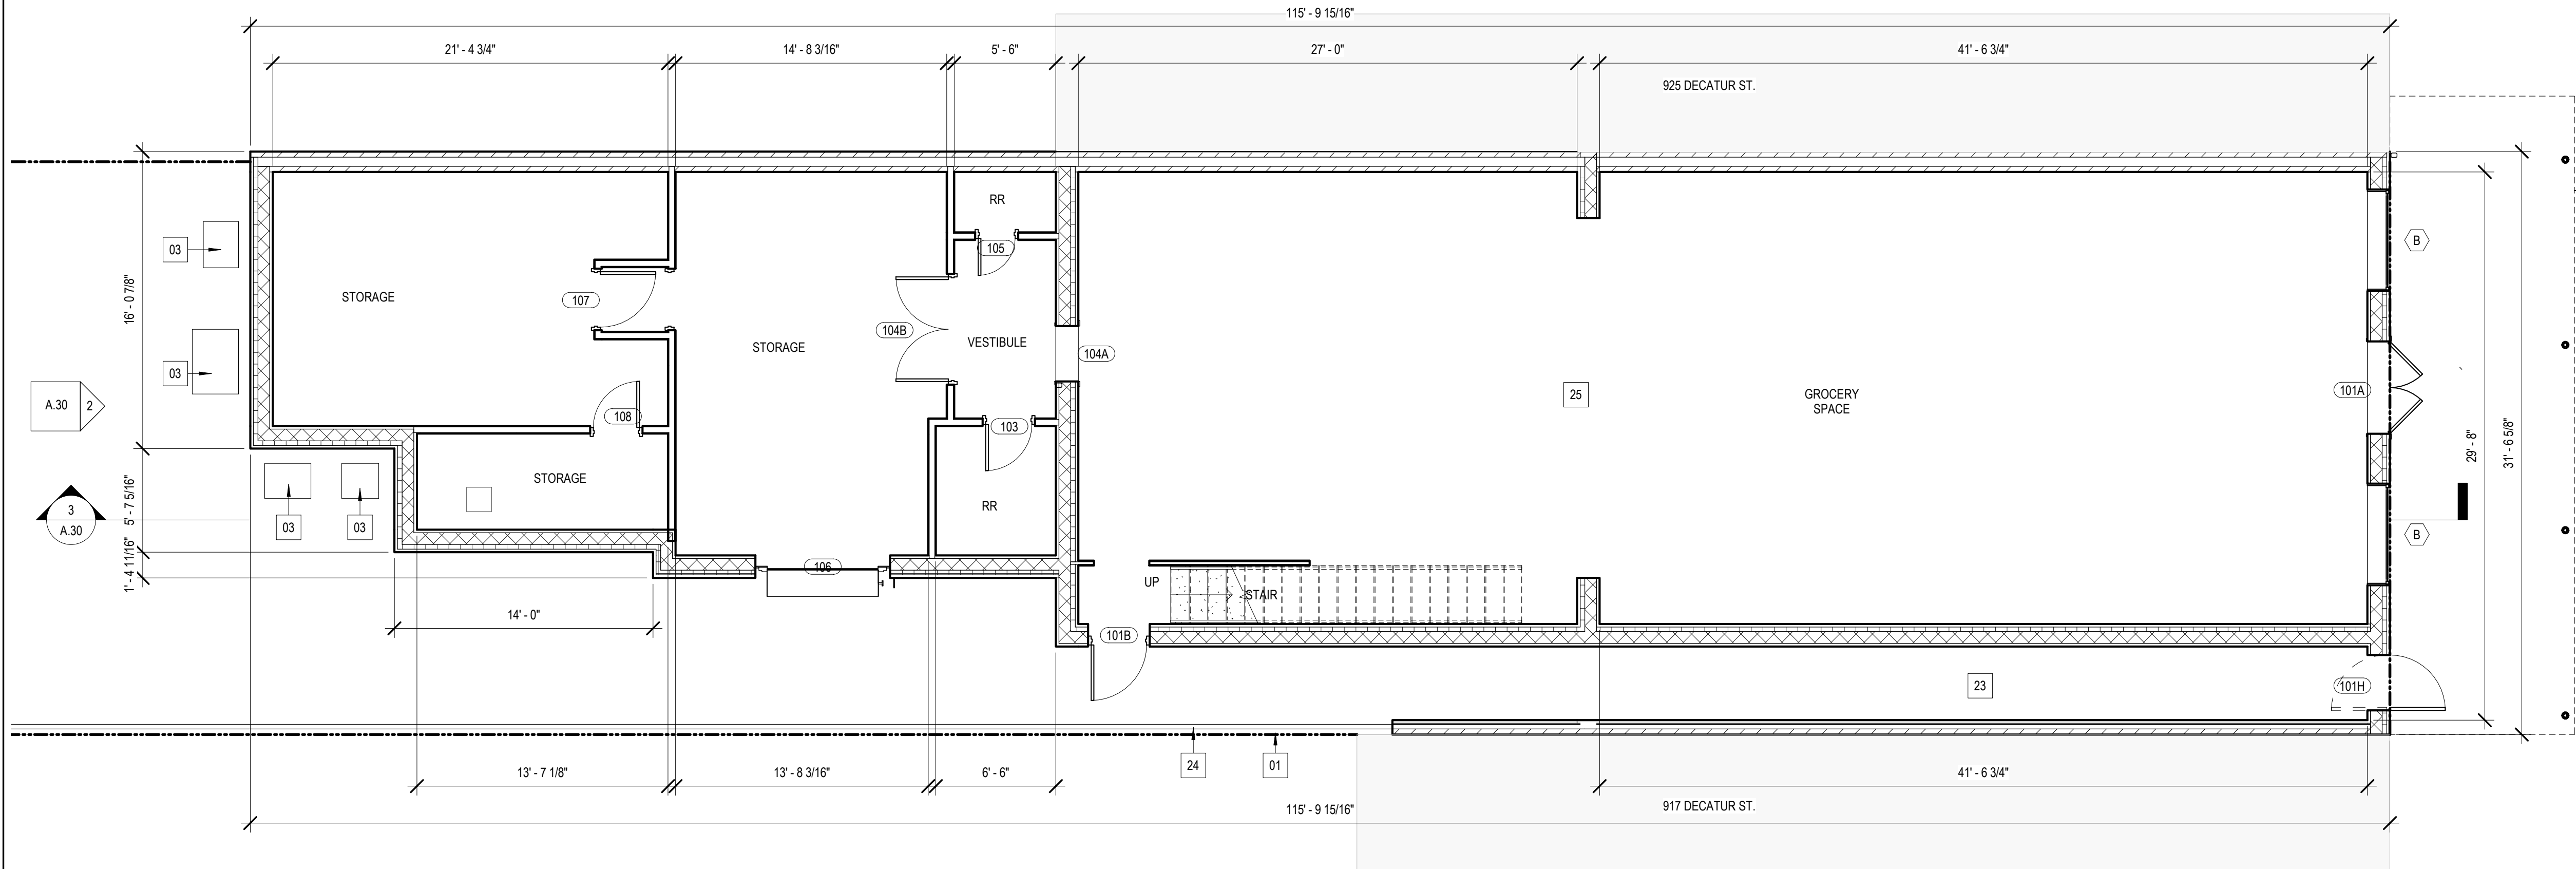 115' - 9 15/16"
21' - 4 3/4"
14' - 8 3/16"
5' - 6"
27' - 0"
41' - 6 3/4"
925 DECATUR ST.
RR
105
B
03
16' - 0 7/8"
STORAGE
107
104B
VESTIBULE
STORAGE
104A
03
A.30
2
25
GROCERY
SPACE
101A
108
103
29' - 8"
31' - 6 5/8"
STORAGE
RR
3
A.30
03
03
5' - 7 5/16"
B
1' - 4 11/16"
106
UP
STAIR
14' - 0"
101B
23
101H
24
01
13' - 7 1/8"
13' - 8 3/16"
6' - 6"
41' - 6 3/4"
917 DECATUR ST.
115' - 9 15/16"